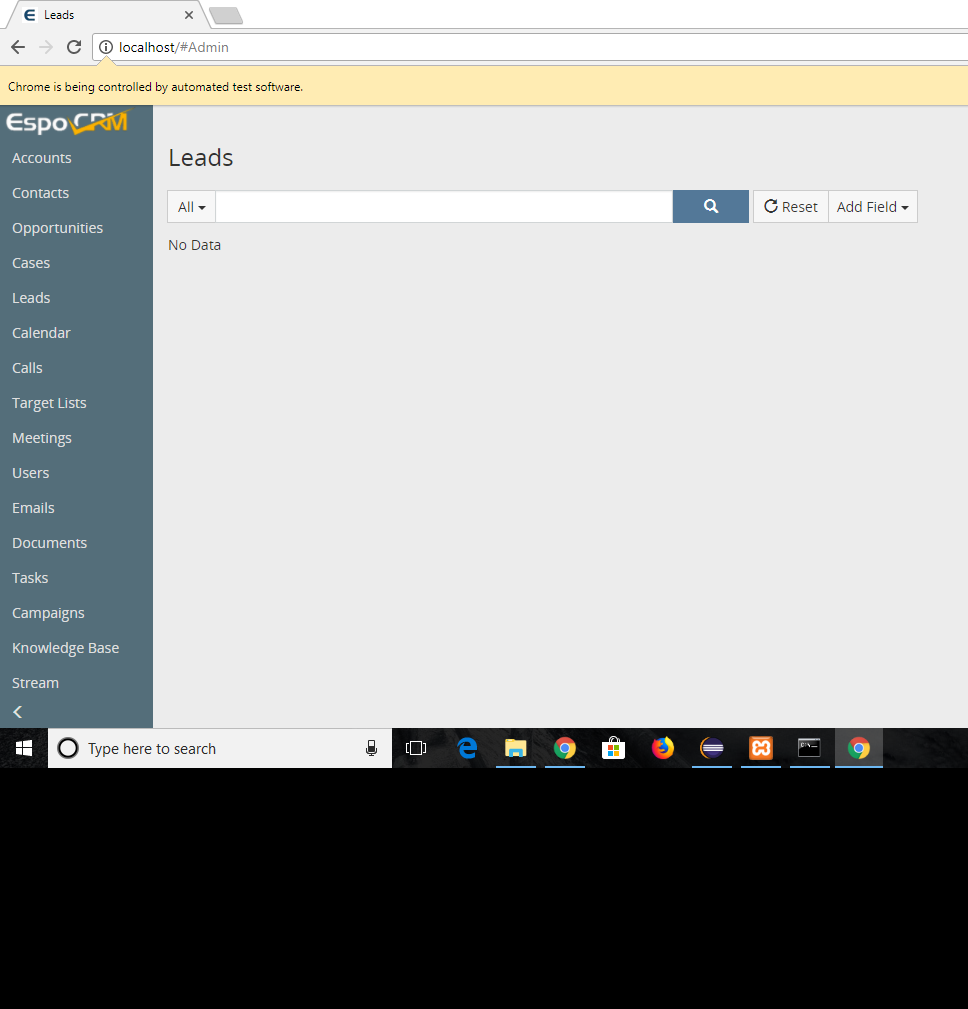 Leads
localhost/#Admin
Chrome is being controlled by automated test software.
EspoCRM
Accounts
Contacts
Opportunities
Cases
Leads
Calendar
Calls
Target Lists
Meetings
Users
Emails
Documents
Tasks
Campaigns
Knowledge Base
Stream
Leads
All
Reset Add Field
No Data
Type here to search